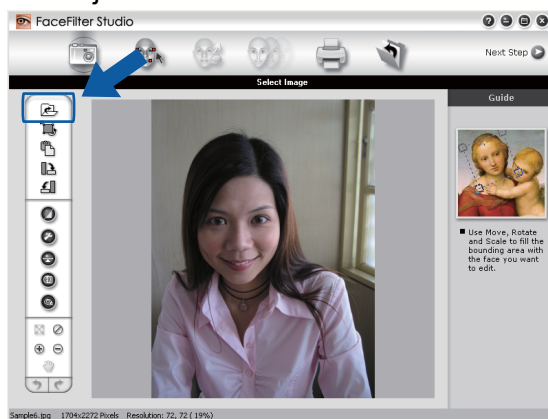 FaceFilter Studio
Next Step
Select Image
Guide
Use Move, Rotate
and Scale to fill the
bounding area with
the face you want
to edit.
Sample6.jpg 1704x2272 Pixels Resolution: 72, 72 ( 19%)